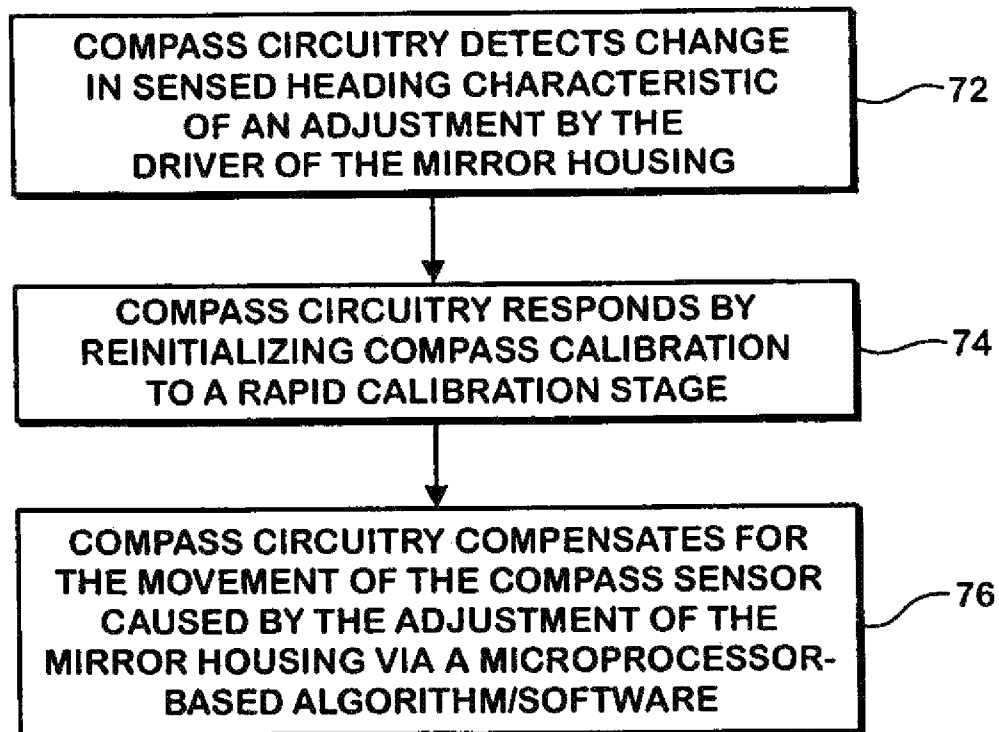 COMPASS CIRCUITRY DETECTS CHANGE
IN SENSED HEADING CHARACTERISTIC
OF AN ADJUSTMENT BY THE
DRIVER OF THE MIRROR HOUSING
72
COMPASS CIRCUITRY RESPONDS BY
REINITIALIZING COMPASS CALIBRATION
TO A RAPID CALIBRATION STAGE
74
COMPASS CIRCUITRY COMPENSATES FOR
THE MOVEMENT OF THE COMPASS SENSOR
CAUSED BY THE ADJUSTMENT OF THE
MIRROR HOUSING VIA A MICROPROCESSOR-
BASED ALGORITHM/SOFTWARE
76